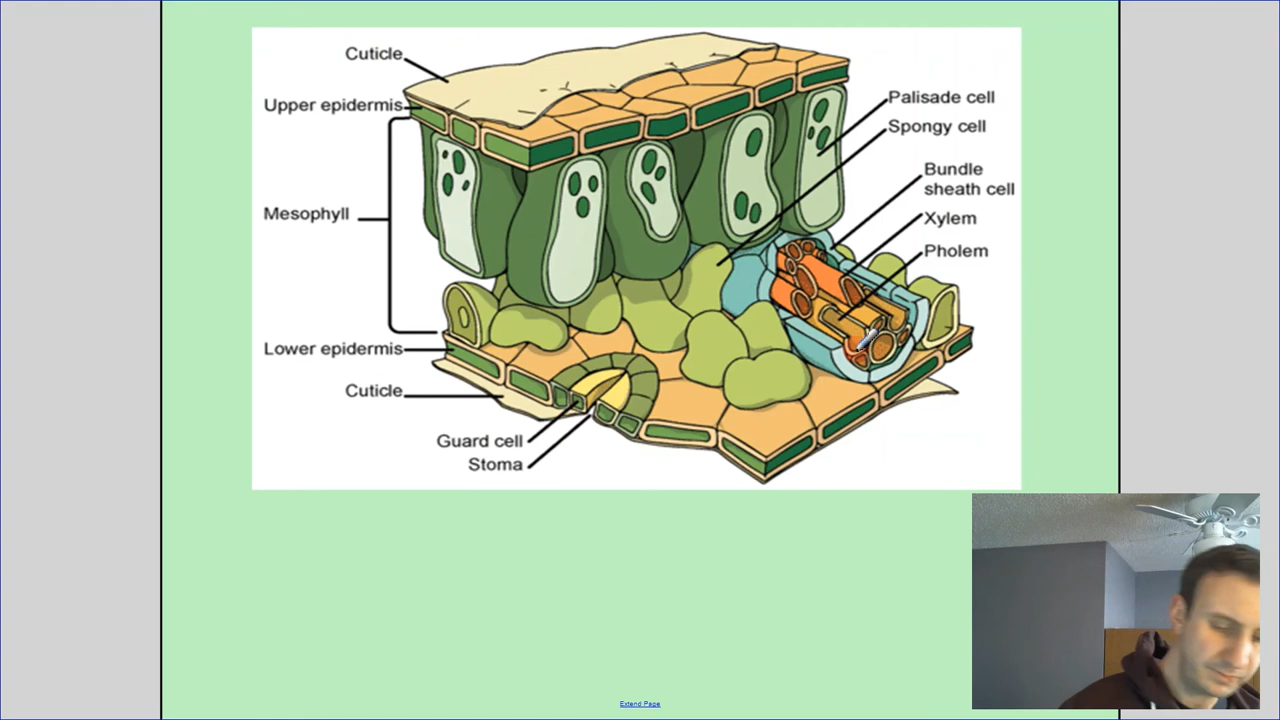 Cuticle
Upper epidermis
Mesophyll
Lower epidermis
Cuticle
Guard cell
Stoma
Palisade cell
Spongy cell
Bundle
sheath cell
Xylem
Pholem
Extend Page